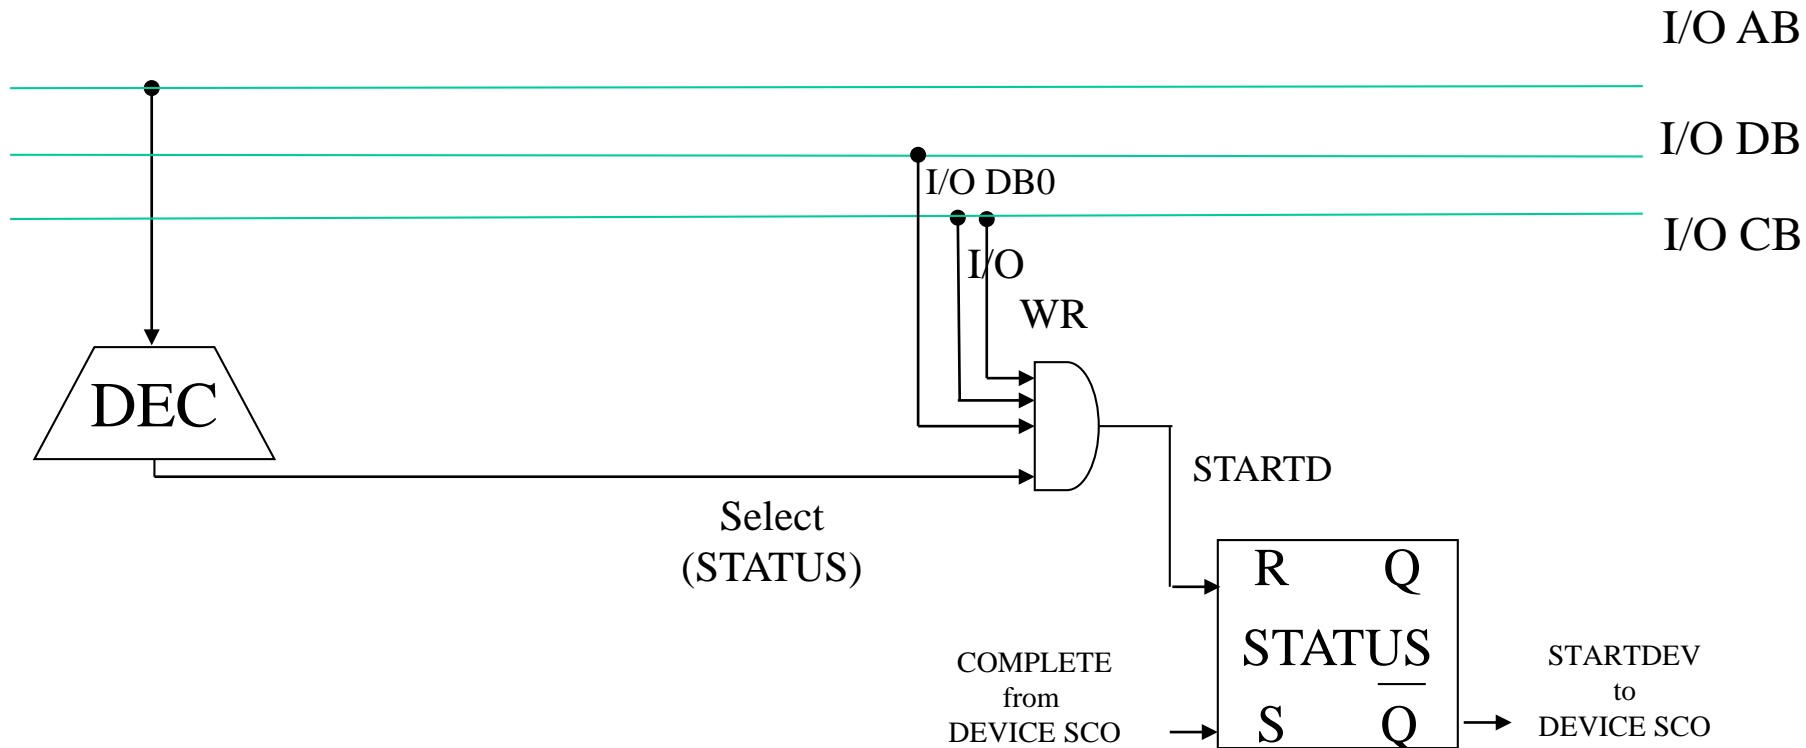 I/O AB
I/O DB
I/O DB0
I/O CB
I/O
WR
DEC
STARTD
Select
(STATUS)
R Q
STATUS
S Q
COMPLETE
from
DEVICE SCO
STARTDEV
to
DEVICE SCO